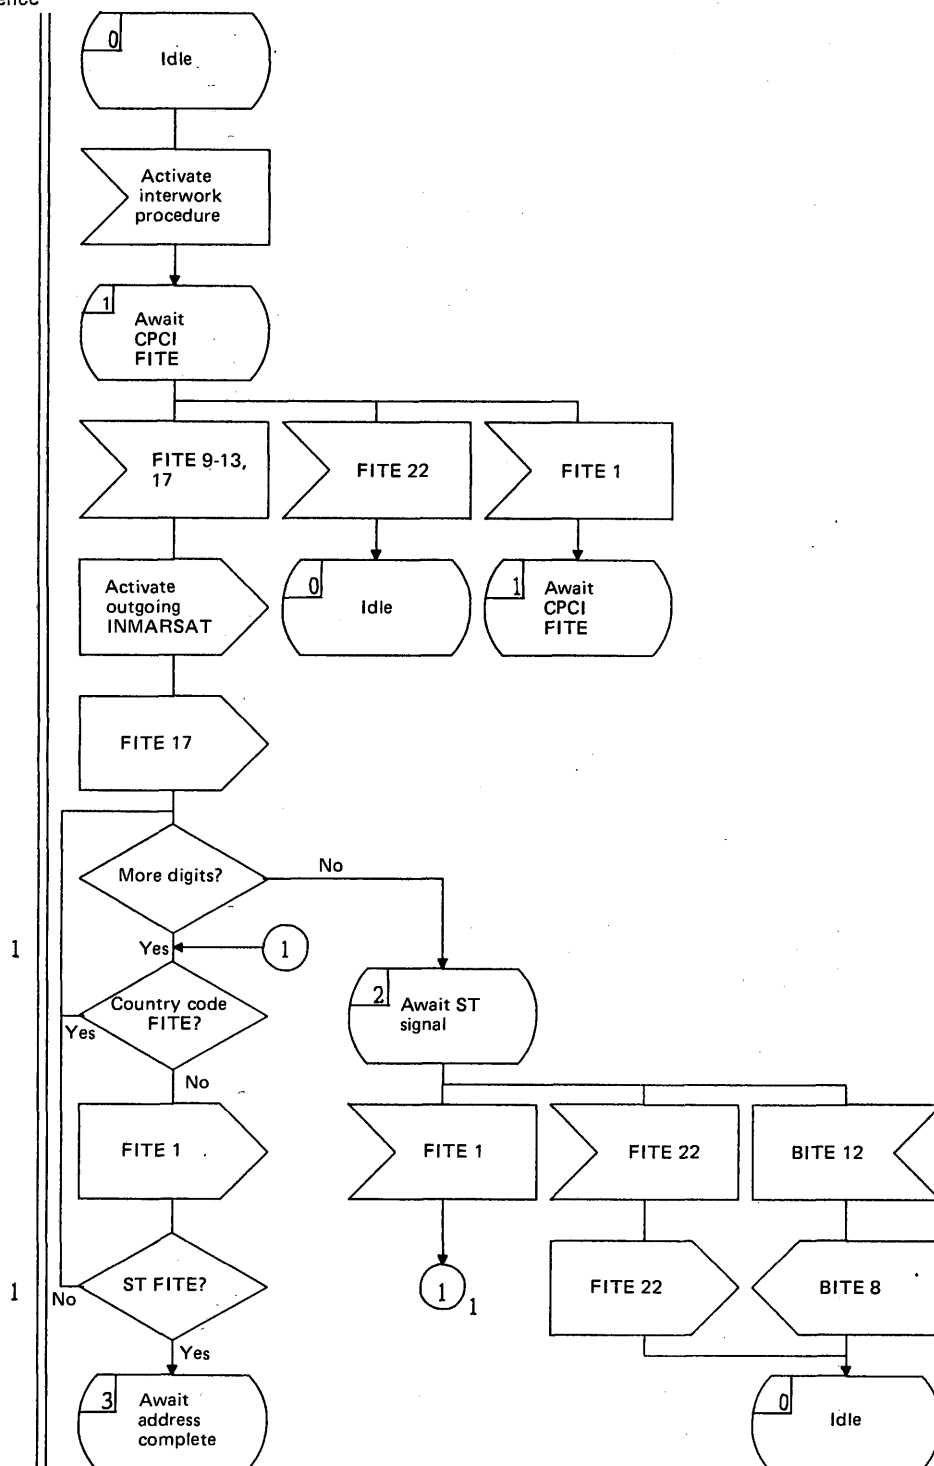 ence
0
Idle
Activate
interwork
procedure
1
Await
CPCI
FITE
FITE 9-13,
17
FITE 22
FITE 1
Activate
outgoing
INMARSAT
0
Idle
1
Await
CPCI
FITE
FITE 17
More digits?
No
1
Yes
1
Country code
FITE?
Yes
No
2
Await ST
signal
FITE 1
FITE 1
FITE 22
BITE 12
1
ST FITE?
No
Yes
1
1
FITE 22
BITE 8
3
Await
address
complete
0
Idle